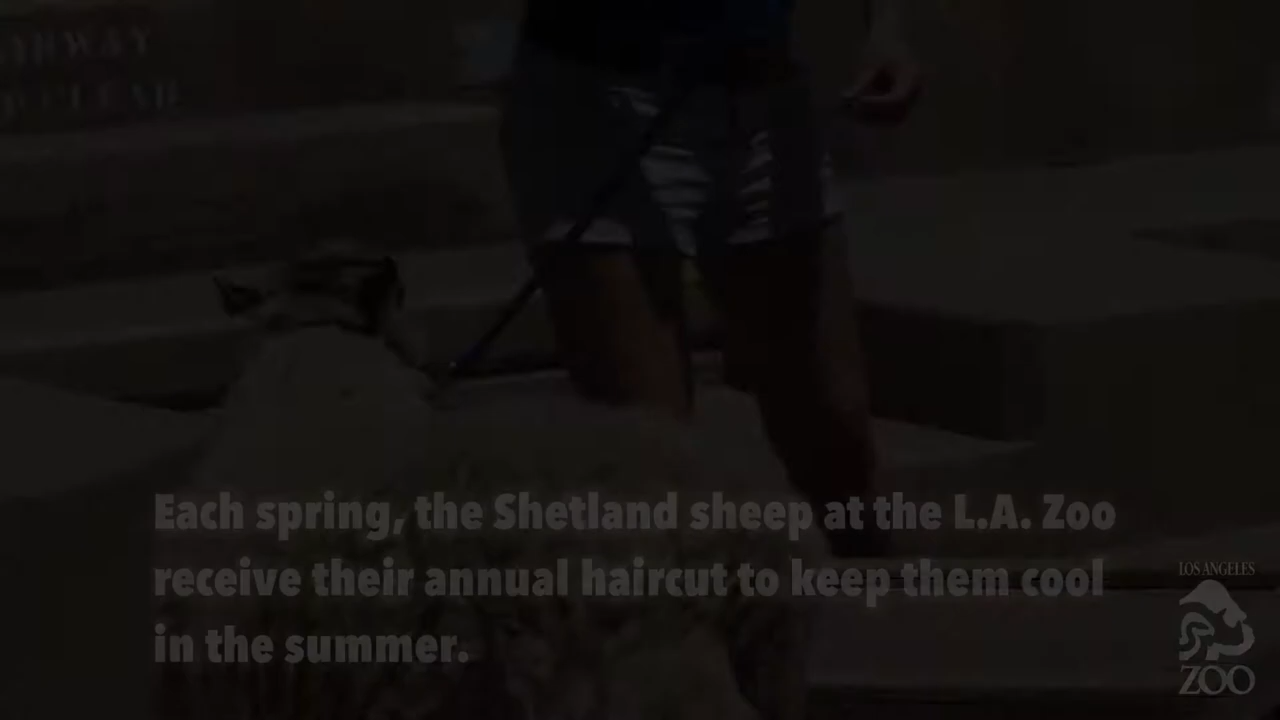 Each spring, the Shetland sheep at the L.A. Zoo
receive their annual haircut to keep them cool
in the summer.
LOS ANGELES
ZOO